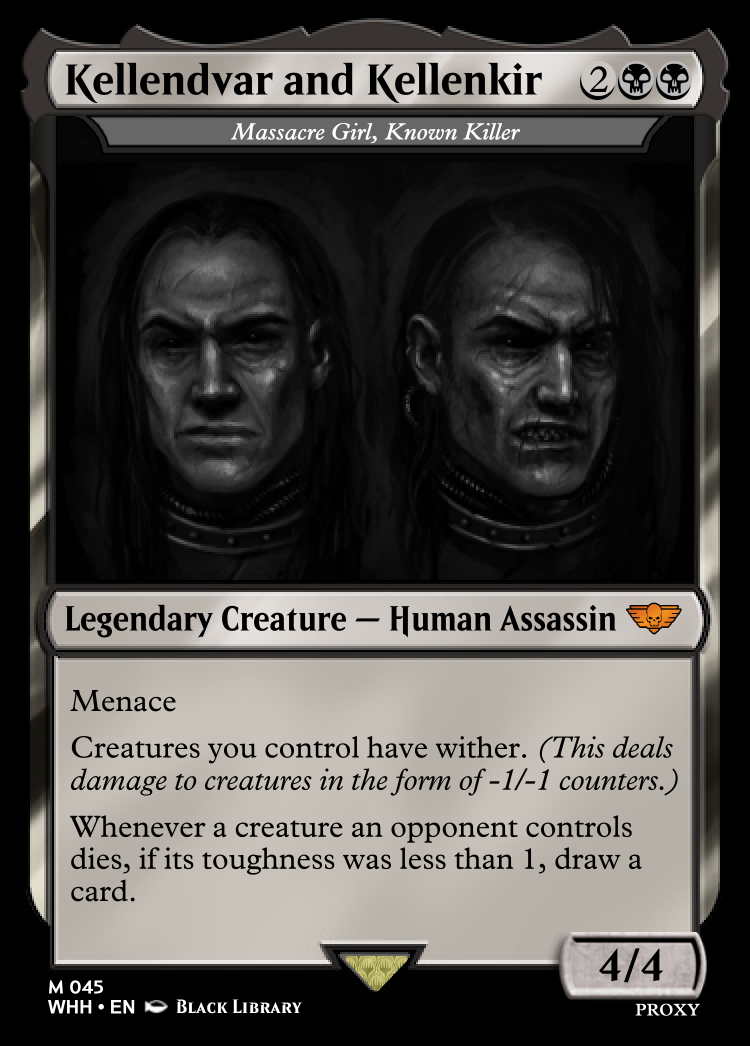 Kellendvar and Kellenkir 2
Massacre Girl, Known Killer
Legendary Creature — Human Assassin
Menace
Creatures you control have wither. (This deals
damage to creatures in the form of -1/-1 counters.)
Whenever a creature an opponent controls
dies, if its toughness was less than 1, draw a
card.
4/4
M 045
WHH • EN BLACK LIBRARY
PROXY